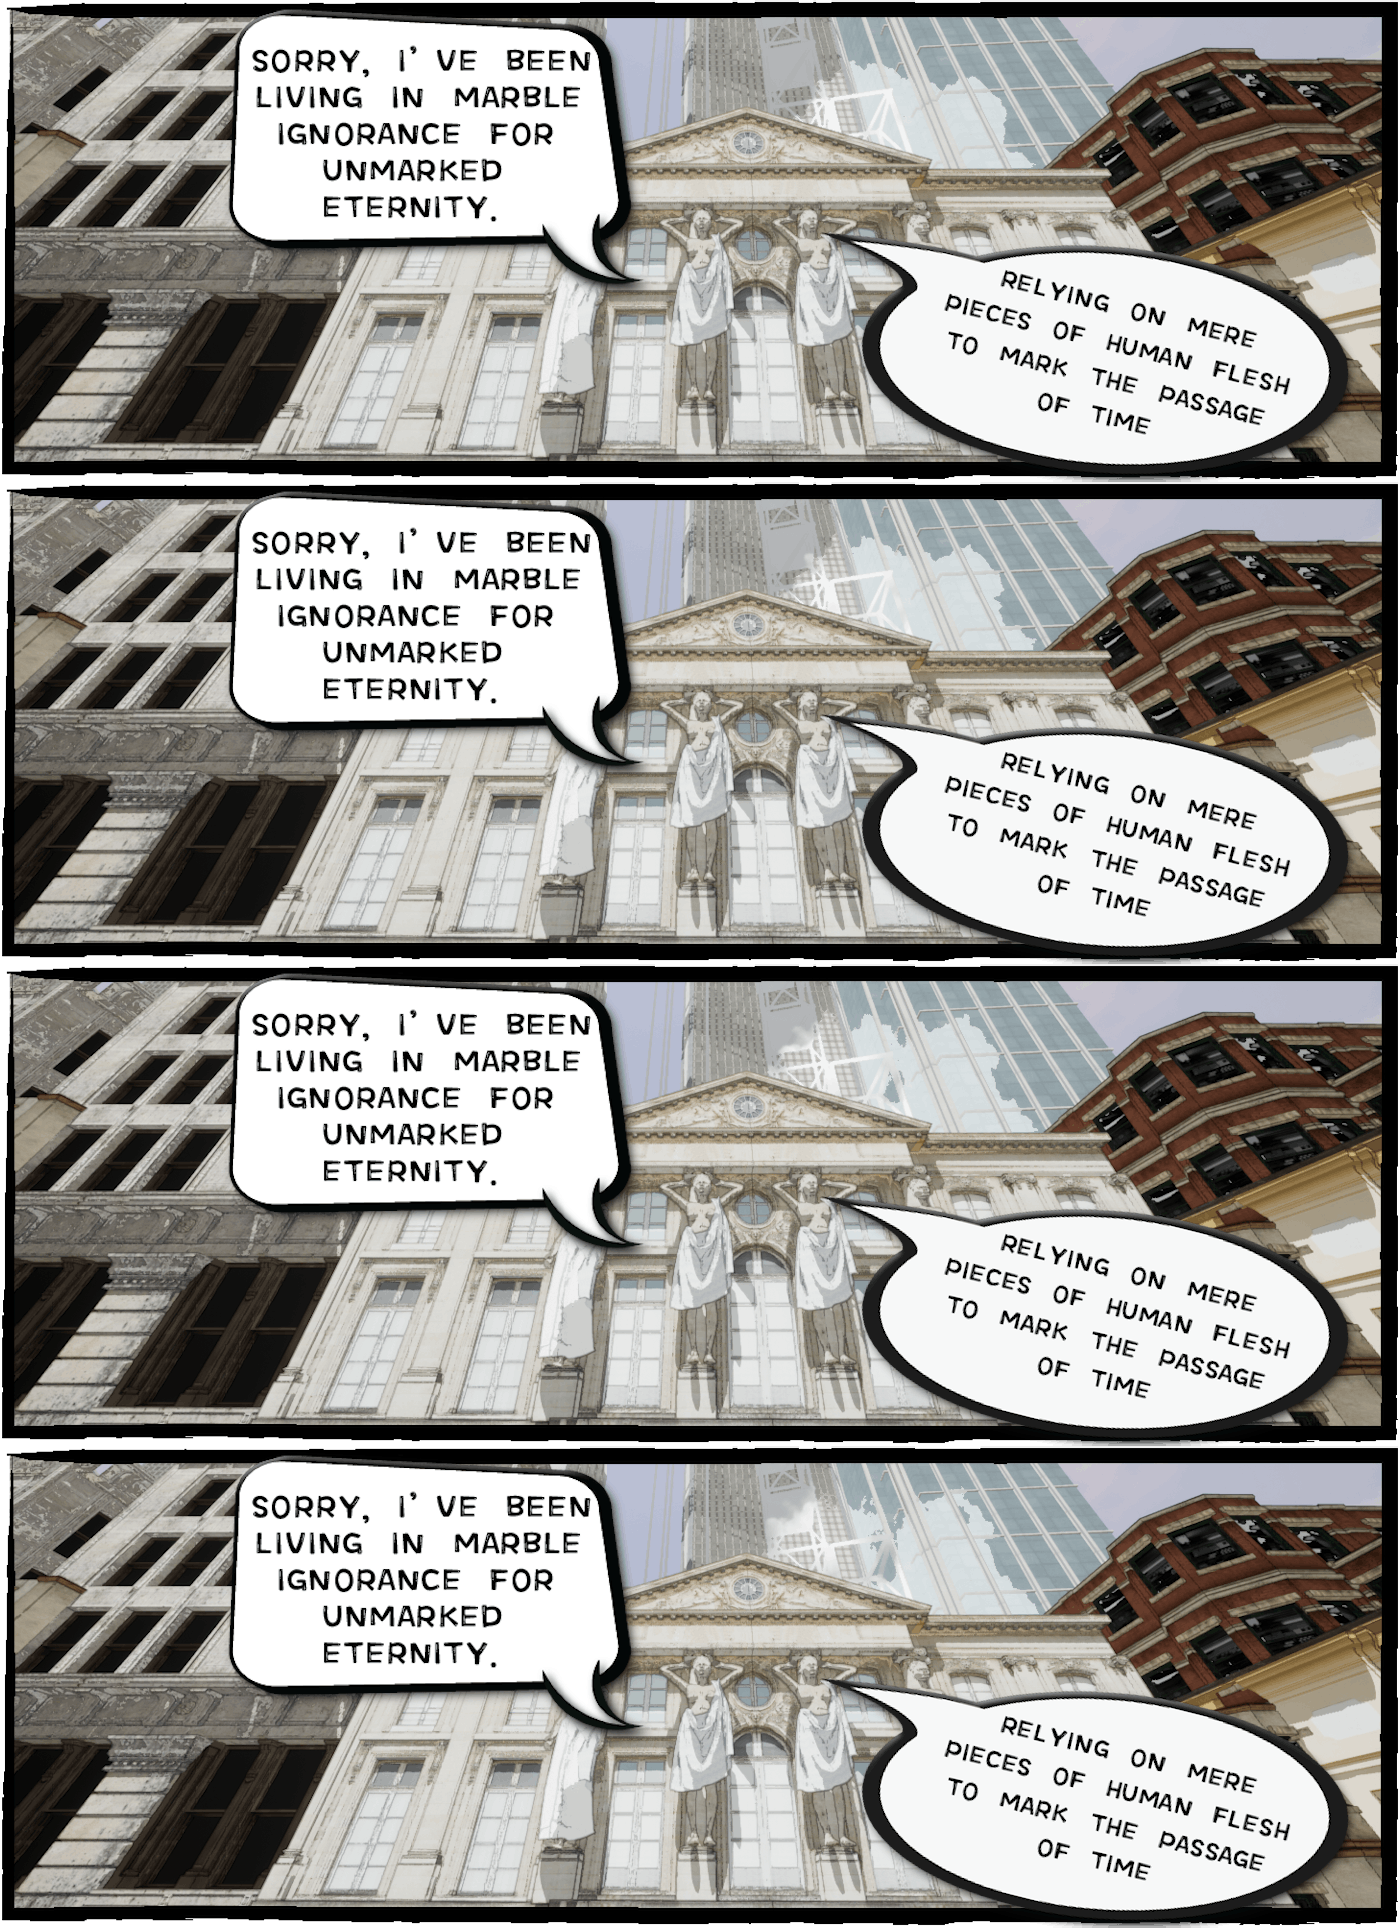 SORRY, I'VE BEEN
LIVING IN MARBLE
IGNORANCE FOR
UNMARKED
ETERNITY.
RELYING ON MERE
PIECES OF HUMAN FLESH
TO MARK THE PASSAGE
OF TIME
SORRY, I'VE BEEN
LIVING IN MARBLE
IGNORANCE FOR
UNMARKED
ETERNITY.
RELYING ON MERE
PIECES OF HUMAN FLESH
TO MARK THE PASSAGE
OF TIME
SORRY, I'VE BEEN
LIVING IN MARBLE
IGNORANCE FOR
UNMARKED
ETERNITY.
RELYING ON MERE
PIECES OF HUMAN FLESH
TO MARK THE PASSAGE
OF TIME
SORRY, I'VE BEEN
LIVING IN MARBLE
IGNORANCE FOR
UNMARKED
ETERNITY.
RELYING ON MERE
PIECES OF HUMAN FLESH
TO MARK THE PASSAGE
OF TIME